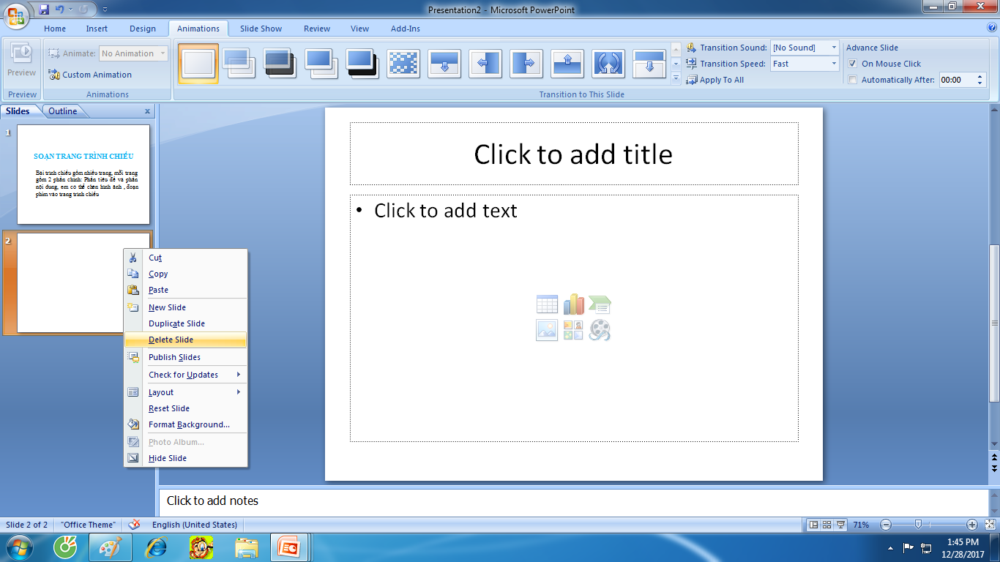 Presentation2 - Microsoft PowerPoint
Home Insert Design Animations Slide Show Review View Add-Ins
Preview
Animate: No Animation
Custom Animation
Preview Animations
Transition Sound: [No Sound]
Transition Speed: Fast
Apply To All
Transition to This Slide
Advance Slide
On Mouse Click
Automatically After: 00:00
Slides Outline x
1
SOẠN TRANG TRÌNH CHIẾU
Bài trình chiếu gồm nhiều trang, mỗi trang
gồm 2 phần chính: Phần tiêu đề và phần
nội dung, em có thể chèn hình ảnh , đoạn
phim vào trang trình chiếu
2
Cut
Copy
Paste
New Slide
Duplicate Slide
Delete Slide
Publish Slides
Check for Updates
Layout
Reset Slide
Format Background...
Photo Album...
Hide Slide
Click to add title
• Click to add text
Click to add notes
Slide 2 of 2 "Office Theme" English (United States) 71%
1:45 PM
12/28/2017